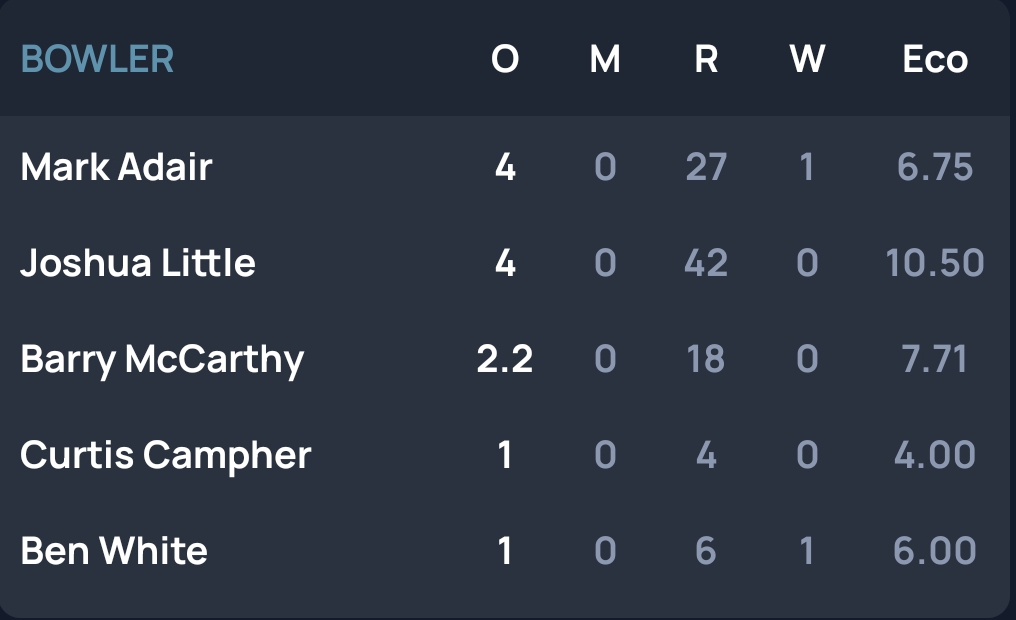 BOWLER O M R W Eco
Mark Adair 4 0 27 1 6.75
Joshua Little 4 0 42 0 10.50
Barry McCarthy 2.2 0 18 0 7.71
Curtis Campher 1 0 4 0 4.00
Ben White 1 0 6 1 6.00